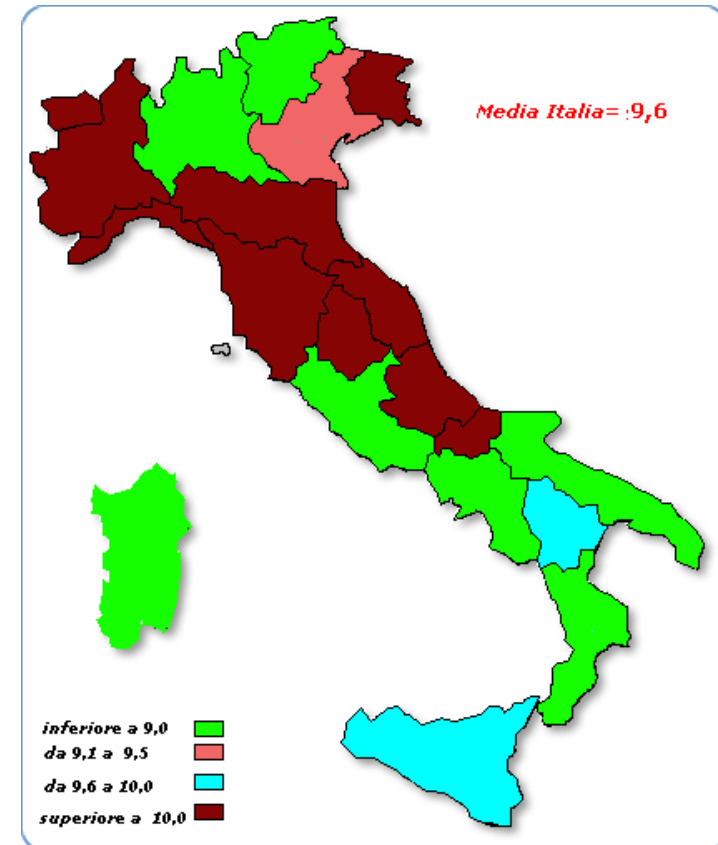 Media Italia= :9,6
inferiore a 9,0
da 9,1 a 9,5
da 9,6 a 10,0
superiore a 10,0